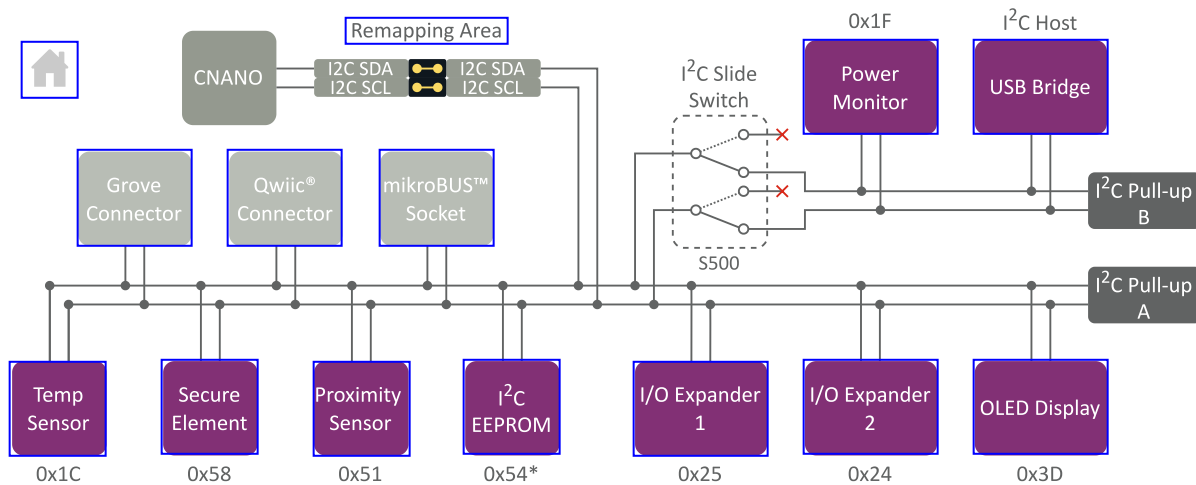 Remapping Area
0x1F
I²C Host
CNANO
I2C SDA
I2C SDA
I2C SCL
I2C SCL
I²C Slide
Switch
Power
Monitor
USB Bridge
Grove
Connector
Qwiic®
Connector
mikroBUS™
Socket
I²C Pull-up
B
S500
I²C Pull-up
A
Temp
Sensor
Secure
Element
Proximity
Sensor
I²C
EEPROM
I/O Expander
1
I/O Expander
2
OLED Display
0x1C
0x58
0x51
0x54*
0x25
0x24
0x3D